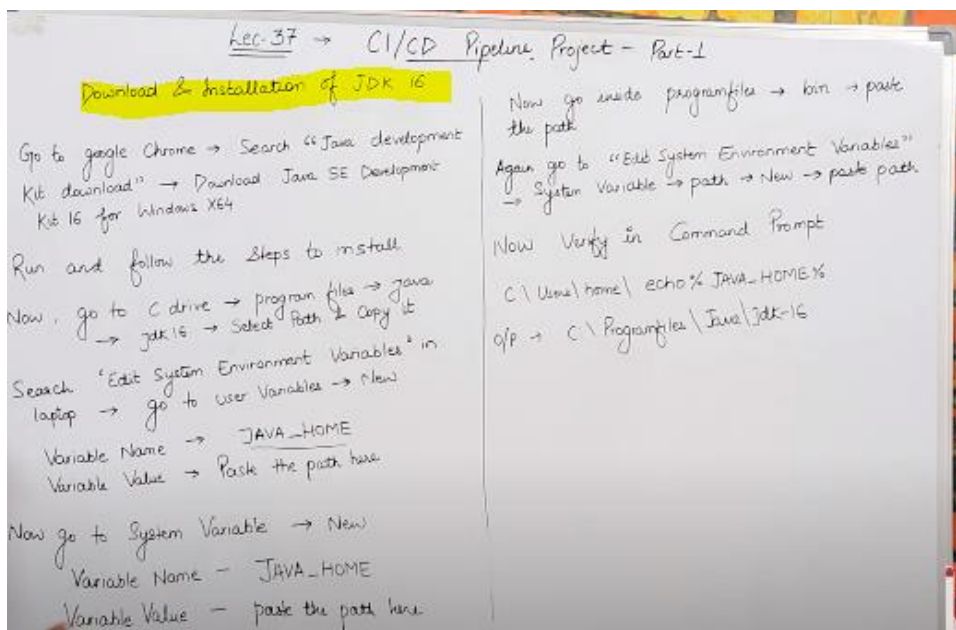 Lec-37 → CI/CD Pipeline Project - Part-1
Download & Installation of JDK 16
Go to google Chrome → Search "Java development
Kit download" → Download Java SE Development
Kit 16 for Windows X64
Run and follow the Steps to install
Now, go to C drive → program files → Java
→ jdk 16 → Select Path & Copy it
Search "Edit System Environment Variables" in
laptop → go to user Variables → New
Variable Name → JAVA_HOME
Variable Value → Paste the path here
Now go to System Variable → New
Variable Name - JAVA_HOME
Variable Value - paste the path here
Now go inside programfiles → bin → paste
the path
Again go to "Edit System Environment Variables"
→ System Variable → path → New → paste path
Now Verify in Command Prompt
C\Users\home\ echo% JAVA_HOME%
o/p → C\Programfiles\Java\Jdk-16